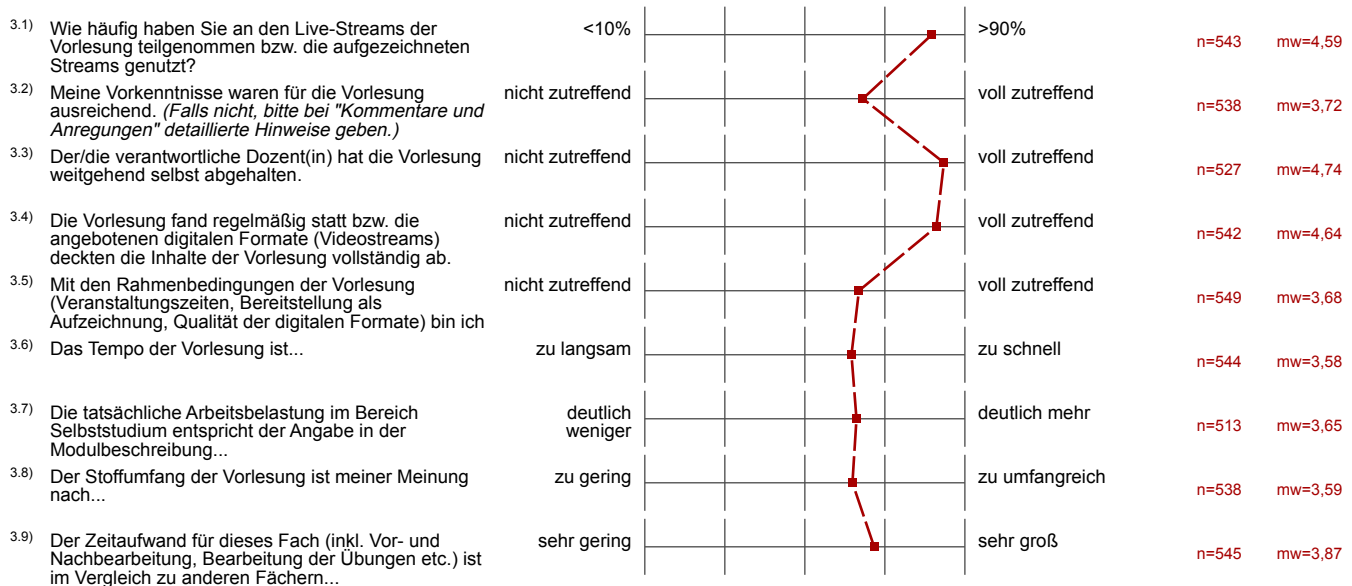 3.1) Wie häufig haben Sie an den Live-Streams der <10% >90%
Vorlesung teilgenommen bzw. die aufgezeichneten n=543 mw=4,59
Streams genutzt?
3.2) Meine Vorkenntnisse waren für die Vorlesung nicht zutreffend voll zutreffend
ausreichend. (Falls nicht, bitte bei "Kommentare und n=538 mw=3,72
Anregungen" detaillierte Hinweise geben.)
3.3) Der/die verantwortliche Dozent(in) hat die Vorlesung nicht zutreffend voll zutreffend
weitgehend selbst abgehalten. n=527 mw=4,74
3.4) Die Vorlesung fand regelmäßig statt bzw. die nicht zutreffend voll zutreffend
angebotenen digitalen Formate (Videostreams) n=542 mw=4,64
deckten die Inhalte der Vorlesung vollständig ab.
3.5) Mit den Rahmenbedingungen der Vorlesung nicht zutreffend voll zutreffend
(Veranstaltungszeiten, Bereitstellung als n=549 mw=3,68
Aufzeichnung, Qualität der digitalen Formate) bin ich
3.6) Das Tempo der Vorlesung ist... zu langsam zu schnell
n=544 mw=3,58
3.7) Die tatsächliche Arbeitsbelastung im Bereich deutlich deutlich mehr
Selbststudium entspricht der Angabe in der weniger n=513 mw=3,65
Modulbeschreibung...
3.8) Der Stoffumfang der Vorlesung ist meiner Meinung zu gering zu umfangreich
nach... n=538 mw=3,59
3.9) Der Zeitaufwand für dieses Fach (inkl. Vor- und sehr gering sehr groß
Nachbearbeitung, Bearbeitung der Übungen etc.) ist n=545 mw=3,87
im Vergleich zu anderen Fächern...